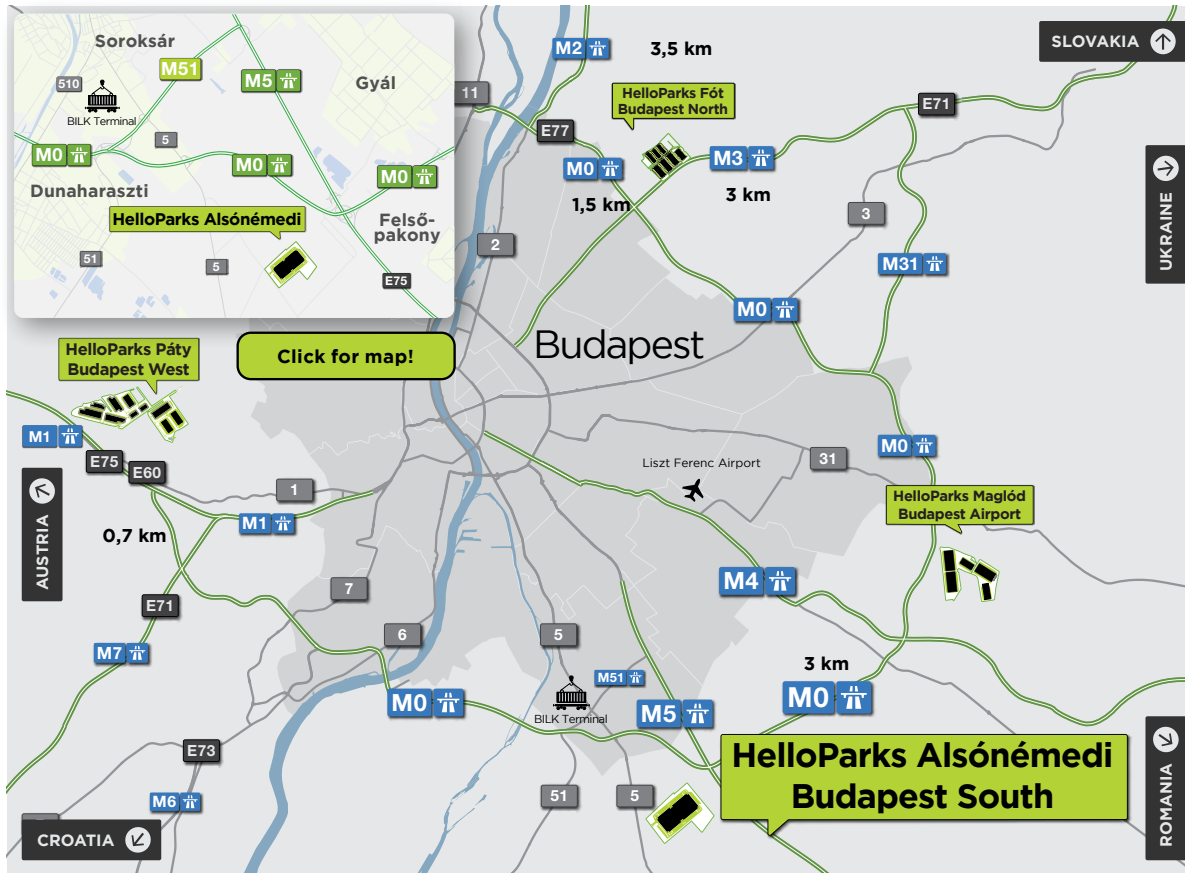 Soroksár
M51
M5
Gyál
510
BILK Terminal
5
M0
M0
M0
Dunaharaszti
HelloParks Alsónémedi
Felső-
pakony
51
5
E75
M2
3,5 km
SLOVAKIA
11
HelloParks Fót
Budapest North
E71
E77
M3
M0
3 km
1,5 km
3
UKRAINE
2
M31
M0
Budapest
Click for map!
HelloParks Páty
Budapest West
M1
E75
E60
M0
31
Liszt Ferenc Airport
1
M1
HelloParks Maglód
Budapest Airport
AUSTRIA
0,7 km
7
M4
E71
6
5
M7
3 km
M51
M0
M0
BILK Terminal
M5
E73
HelloParks Alsónémedi
Budapest South
M6
51
5
ROMANIA
CROATIA